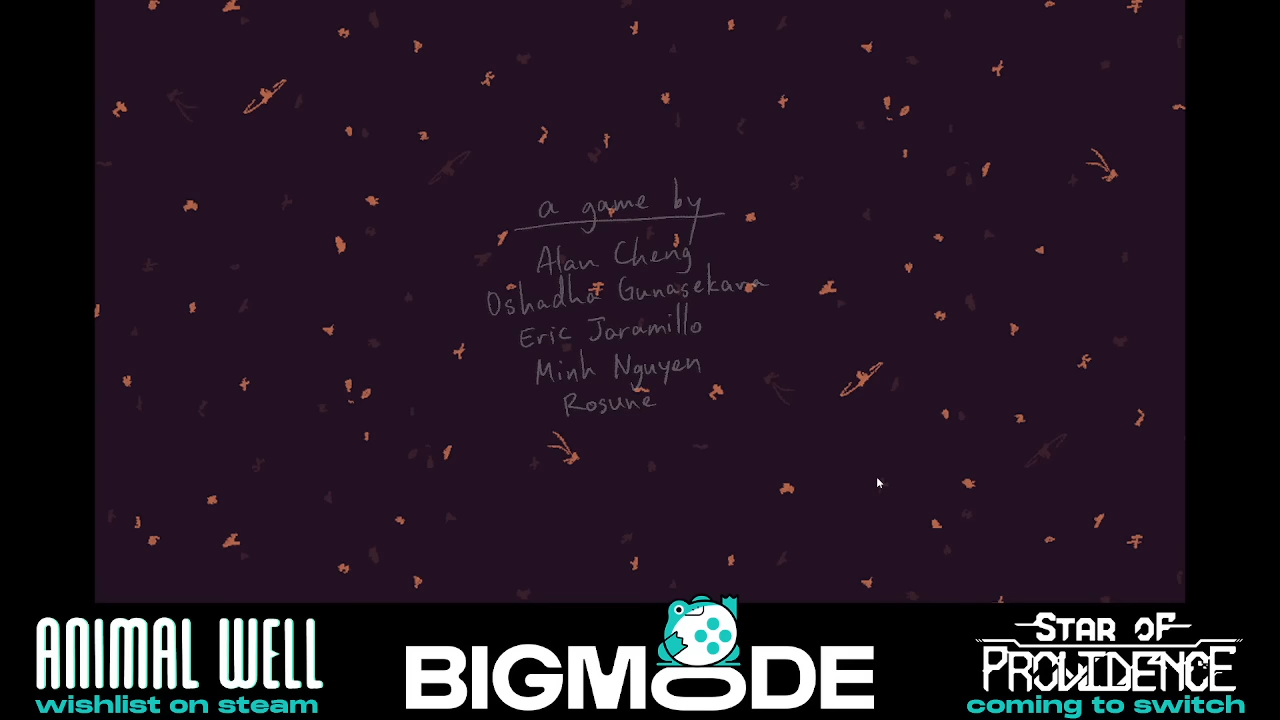 a game by
Alan Cheng
Oshadha Gunasekara
Eric Jaramillo
Minh Nguyen
Rosune
ANIMAL WELL
wishlist on steam
BIGMODE
STAR OF
PROVIDENCE
coming to switch